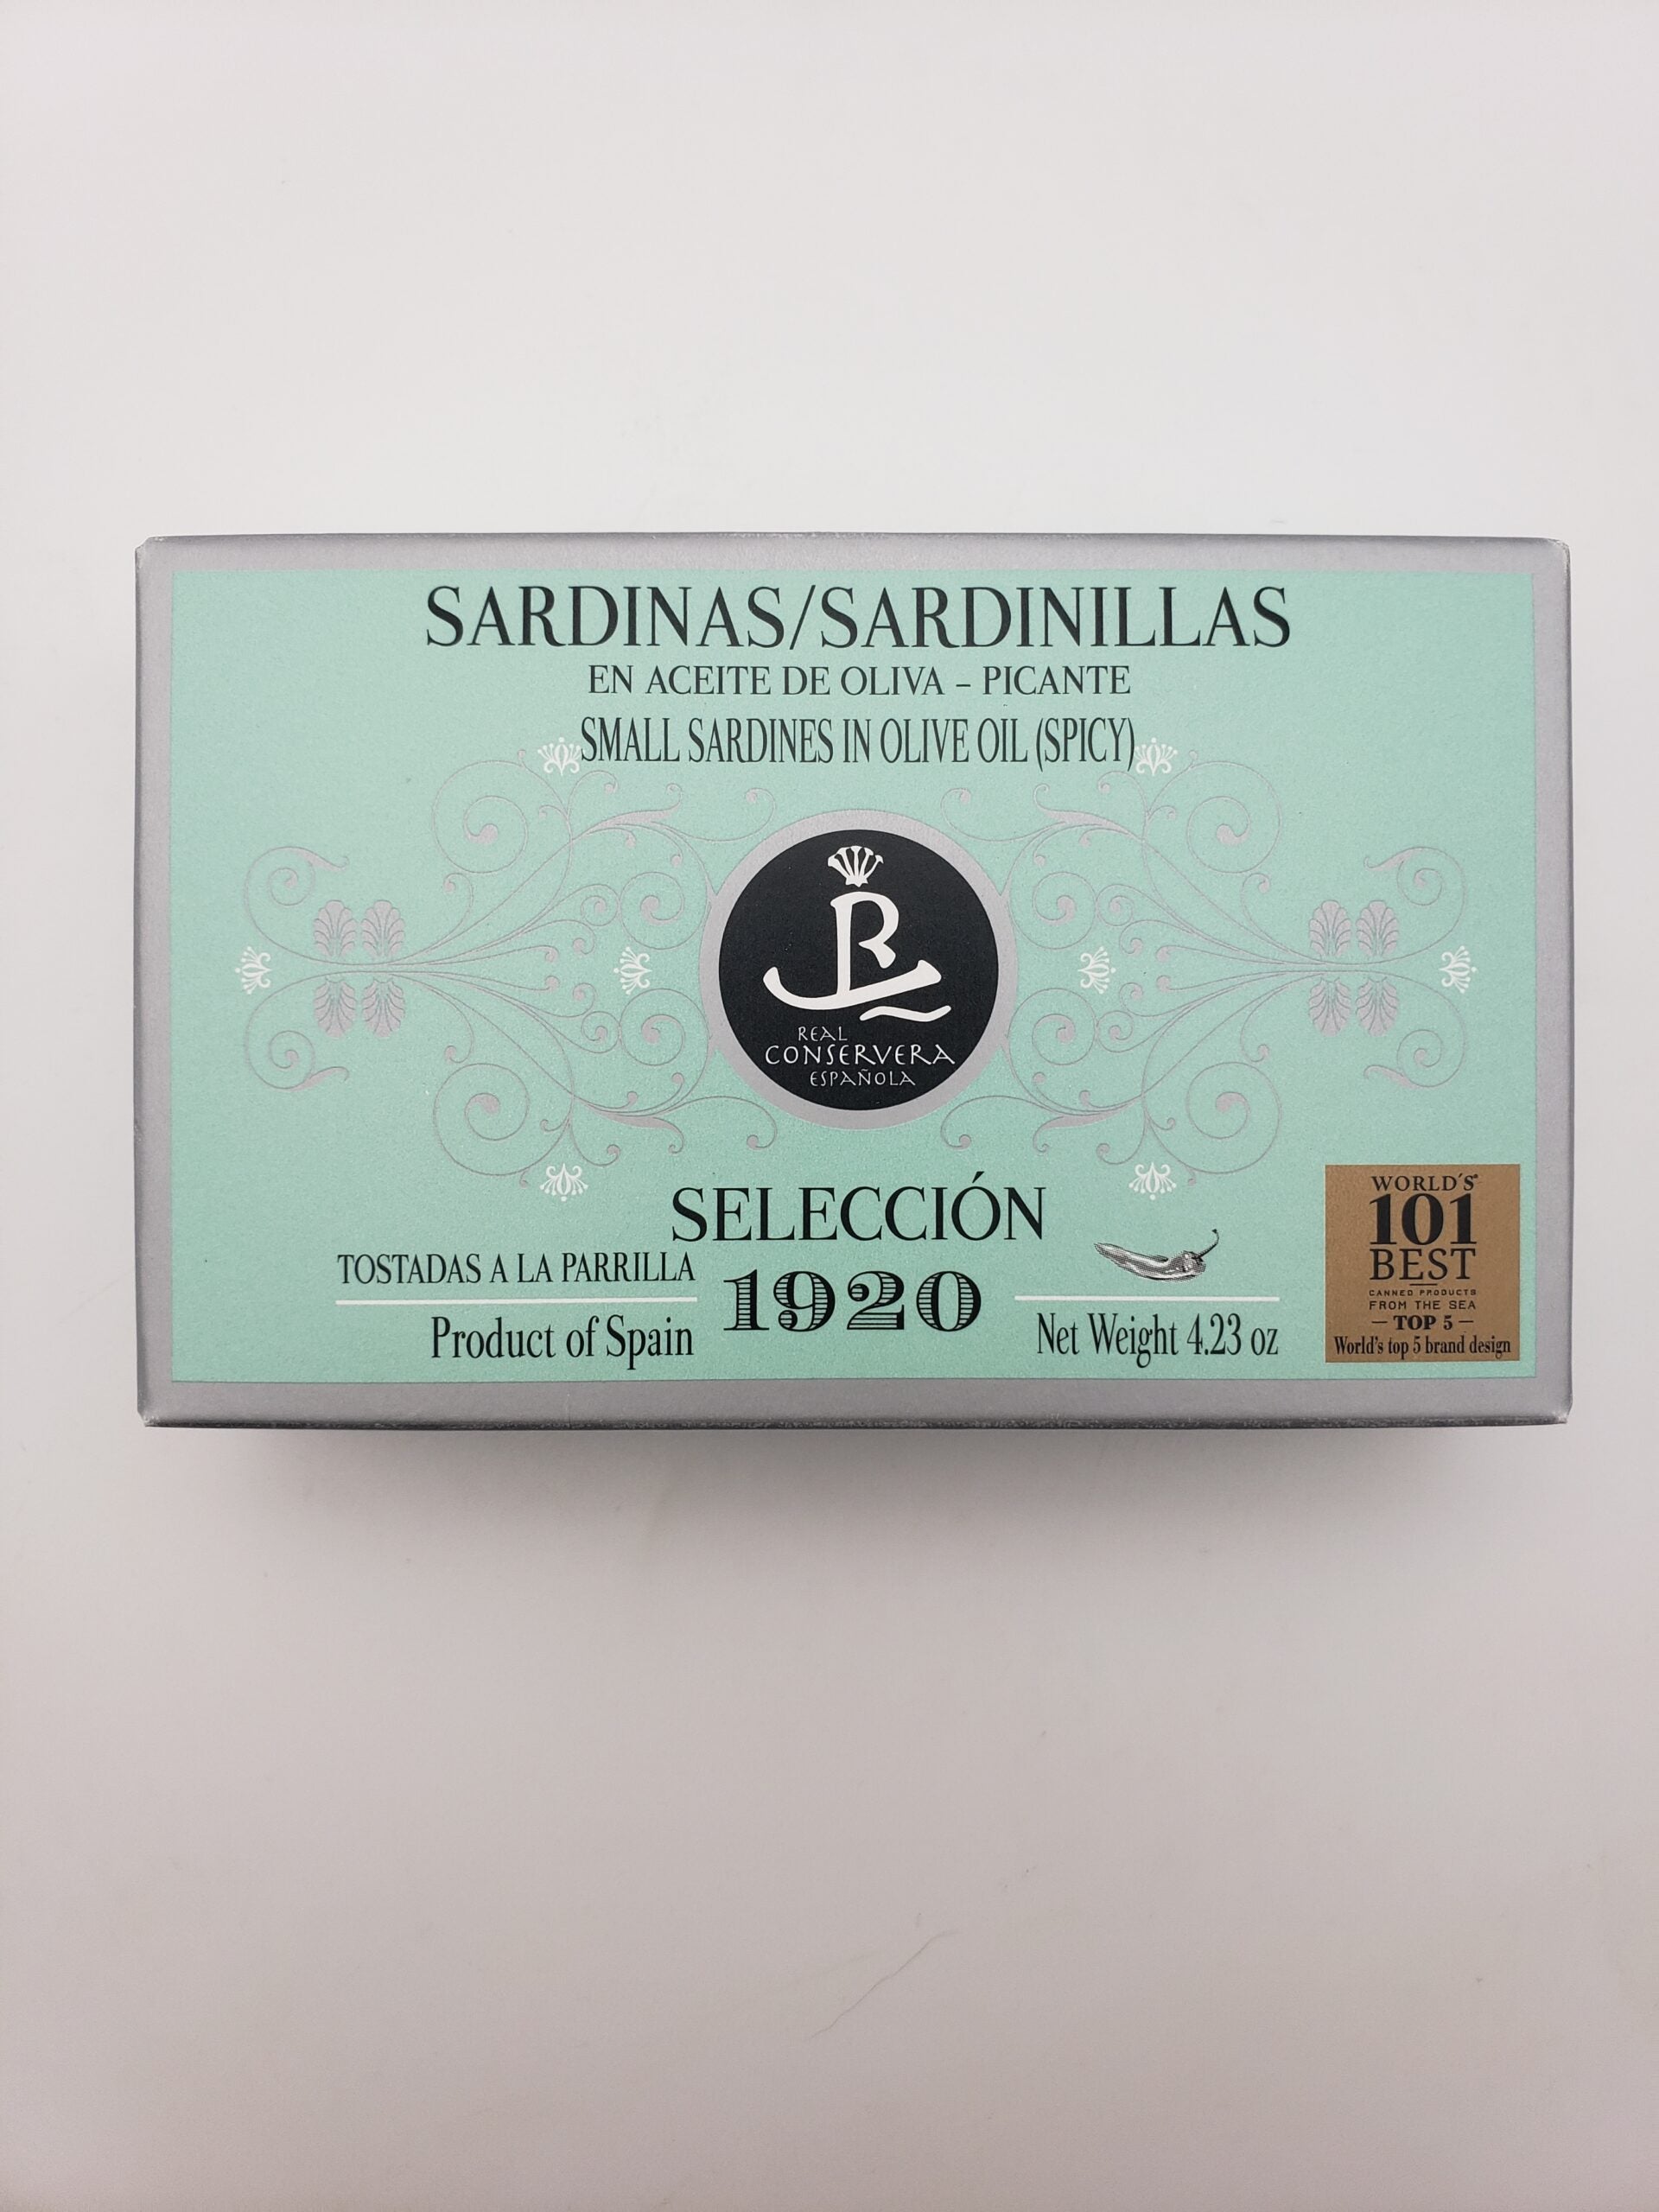 SARDINAS/SARDINILLAS
EN ACEITE DE OLIVA – PICANTE
SMALL SARDINES IN OLIVE OIL (SPICY)
R
REAL
CONSERVERA
ESPAÑOLA
SELECCIÓN
1920
TOSTADAS A LA PARRILLA
Product of Spain
Net Weight 4.23 oz
WORLD'S
101
BEST
CANNED PRODUCTS
FROM THE SEA
– TOP 5 –
World's top 5 brand design